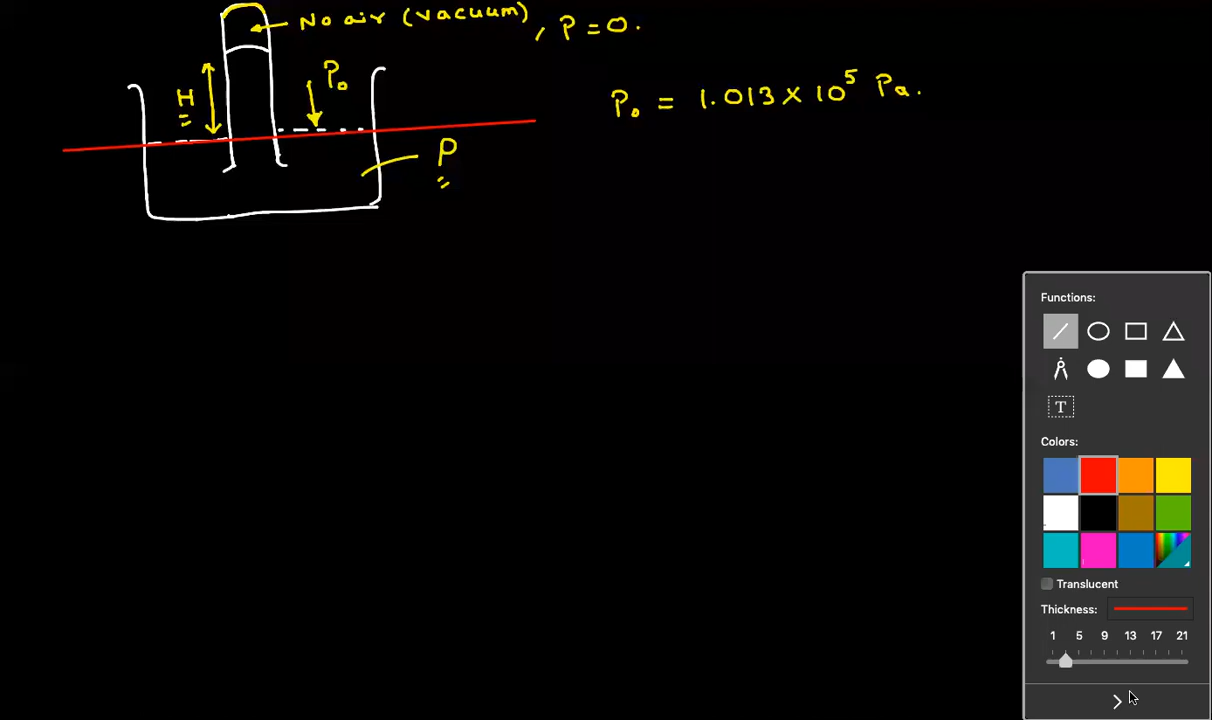 No air (vacuum), P = 0.
P₀
H
P₀ = 1.013 × 10⁵ Pa.
P
Functions:
T
Colors:
Translucent
Thickness:
1 5 9 13 17 21